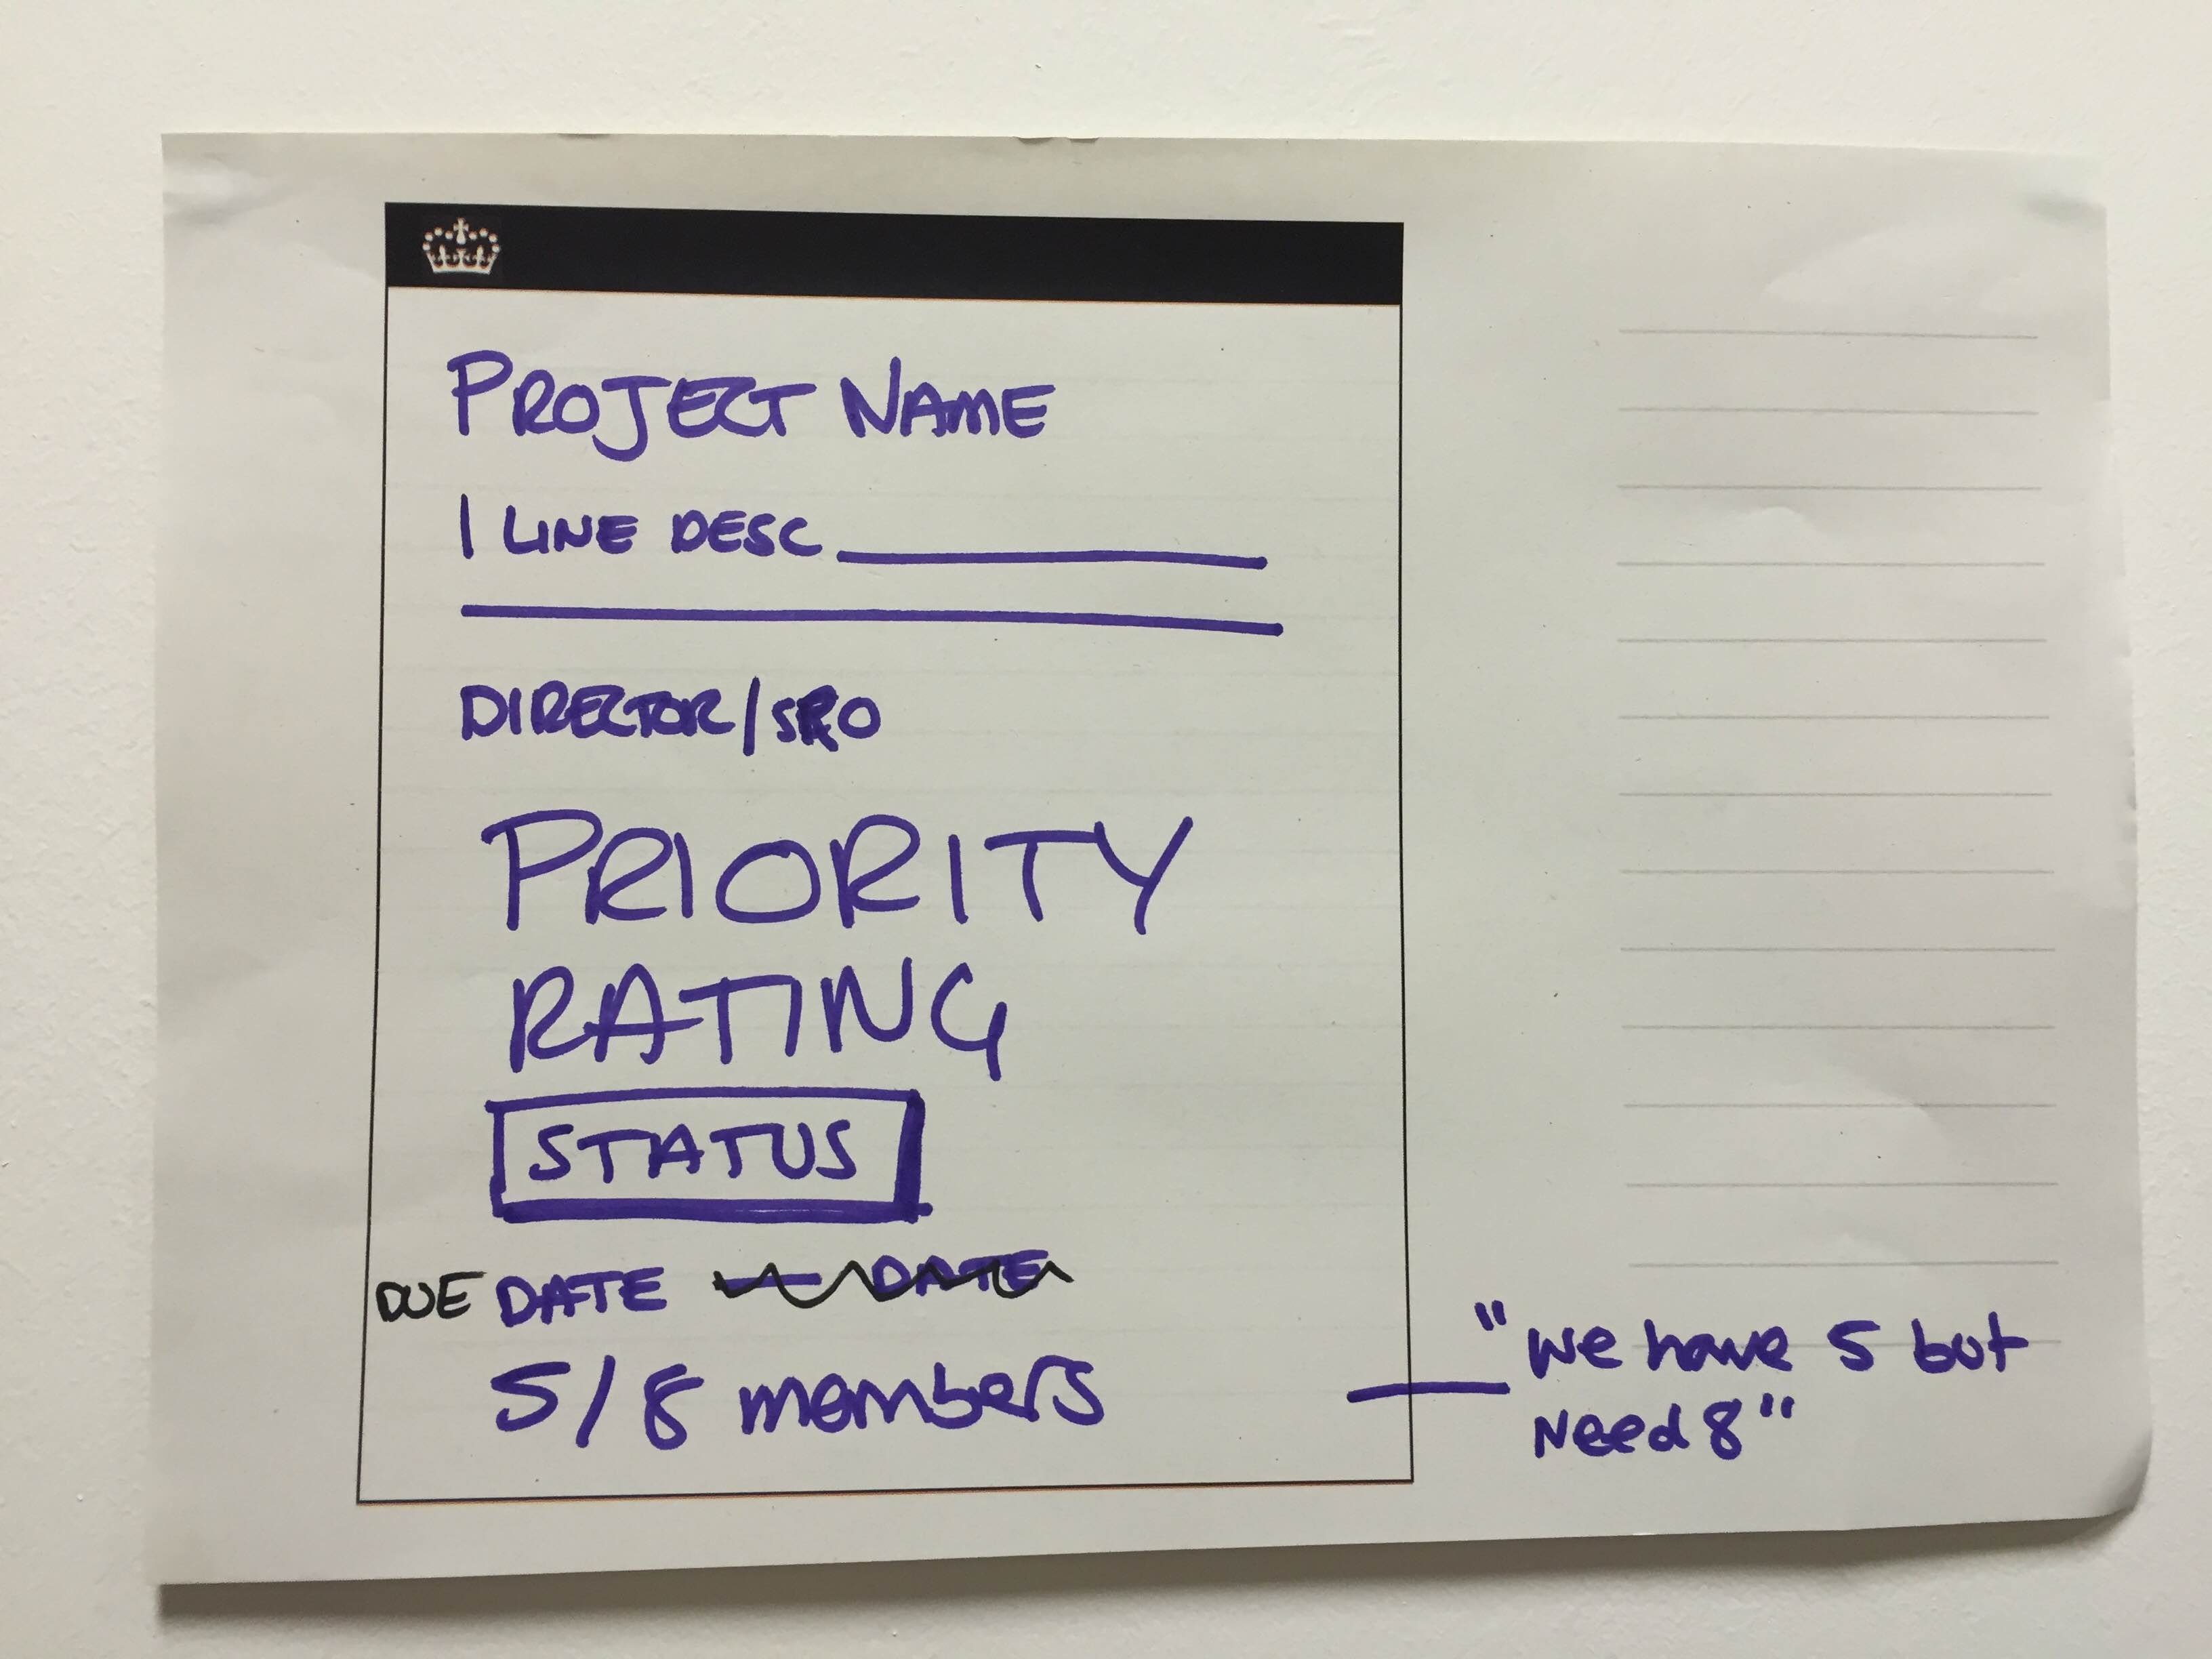 PROJECT NAME
1 LINE DESC
DIRECTOR/SRO
PRIORITY
RATING
STATUS
DUE DATE - DATE
5/8 members
"We have 5 but
Need 8"